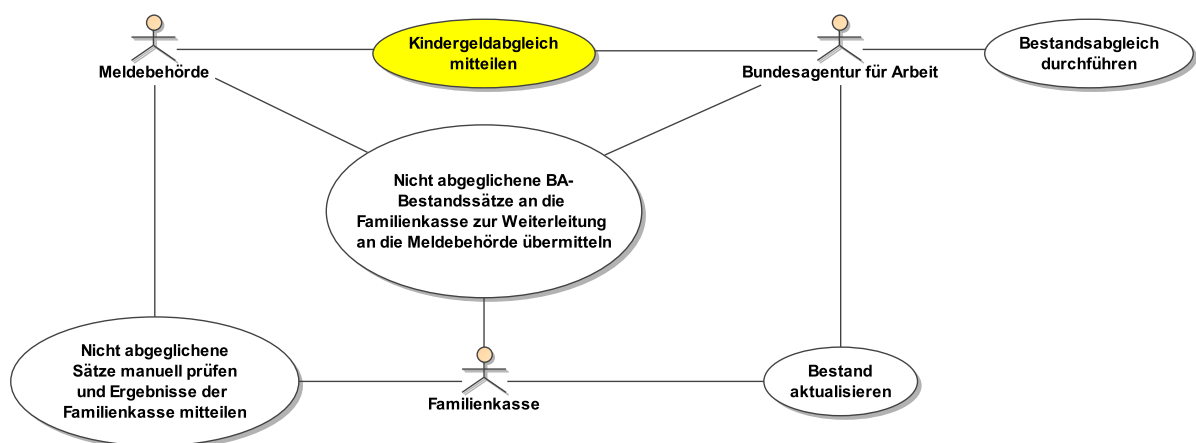 Kindergeldabgleich
mitteilen
Bestandsabgleich
durchführen
Meldebehörde
Bundesagentur für Arbeit
Nicht abgeglichene BA-
Bestandssätze an die
Familienkasse zur Weiterleitung
an die Meldebehörde übermitteln
Nicht abgeglichene
Sätze manuell prüfen
und Ergebnisse der
Familienkasse mitteilen
Familienkasse
Bestand
aktualisieren